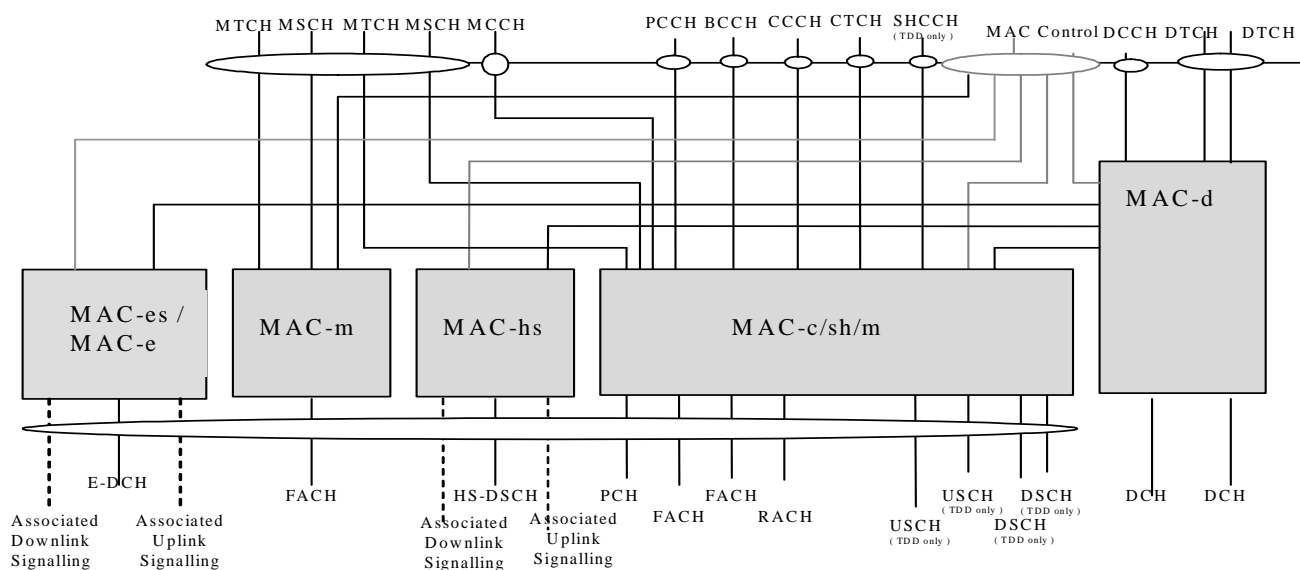 MTCH MSCH MTCH MSCH MCCH PCCH BCCH CCCH CTCH SHCCH MAC Control DCCH DTCH DTCH
( TDD only )
MAC-d
MAC-es /
MAC-e
MAC-m
MAC-hs
MAC-c/sh/m
E-DCH
FACH
HS-DSCH
PCH
FACH
FACH
RACH
USCH
( TDD only )
USCH
( TDD only )
DSCH
( TDD only )
DSCH
( TDD only )
DCH
DCH
Associated
Downlink
Signalling
Associated
Uplink
Signalling
Associated
Downlink
Signalling
Associated
Uplink
Signalling